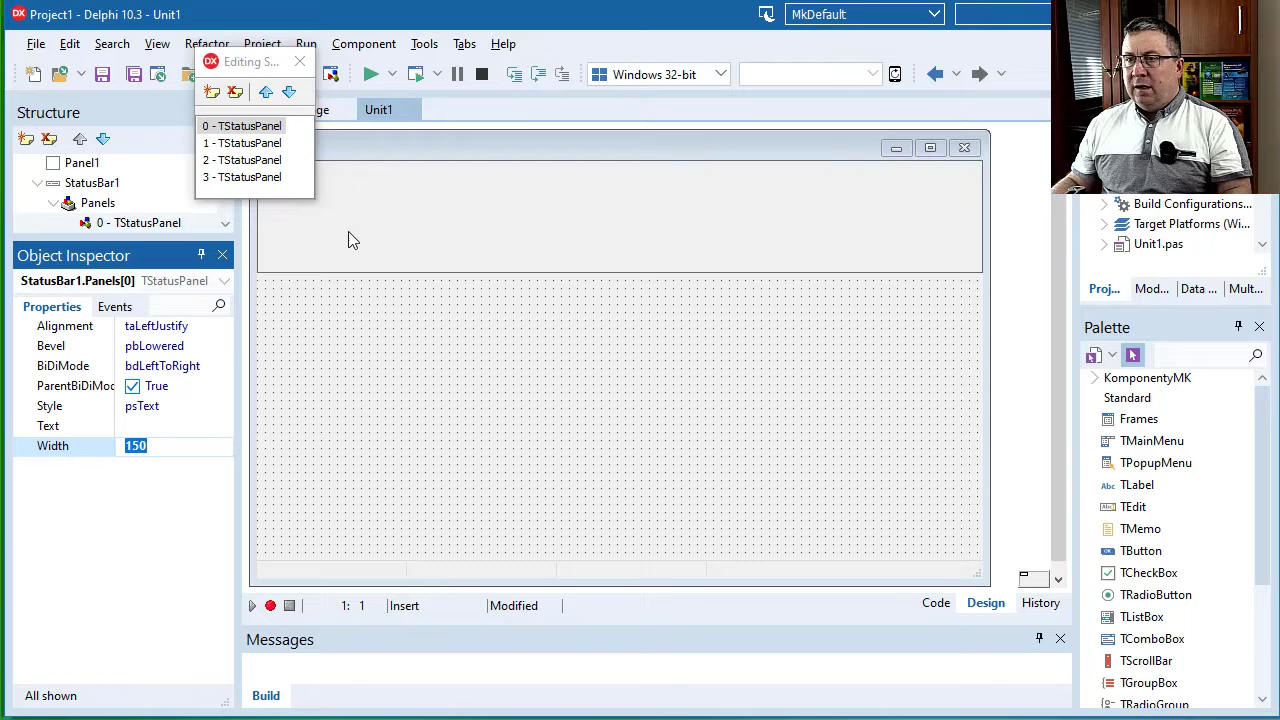 Project1 - Delphi 10.3 - Unit1
MkDefault
File Edit Search View Refactor Project Run Component Tools Tabs Help
Editing S...
Windows 32-bit
Structure
Unit1
0 - TStatusPanel
1 - TStatusPanel
2 - TStatusPanel
3 - TStatusPanel
Panel1
StatusBar1
Panels
0 - TStatusPanel
Object Inspector
StatusBar1.Panels[0] TStatusPanel
Properties Events
Alignment taLeftJustify
Bevel pbLowered
BiDiMode bdLeftToRight
ParentBiDiMod True
Style psText
Text
Width 150
All shown
1: 1 Insert Modified
Code Design History
Messages
Build
Build Configurations...
Target Platforms (Wi...
Unit1.pas
Proj... Mod... Data ... Mult...
Palette
KomponentyMK
Standard
Frames
TMainMenu
TPopupMenu
Abc TLabel
TEdit
TMemo
TButton
TCheckBox
TRadioButton
TListBox
TComboBox
TScrollBar
TGroupBox
TRadioGroup